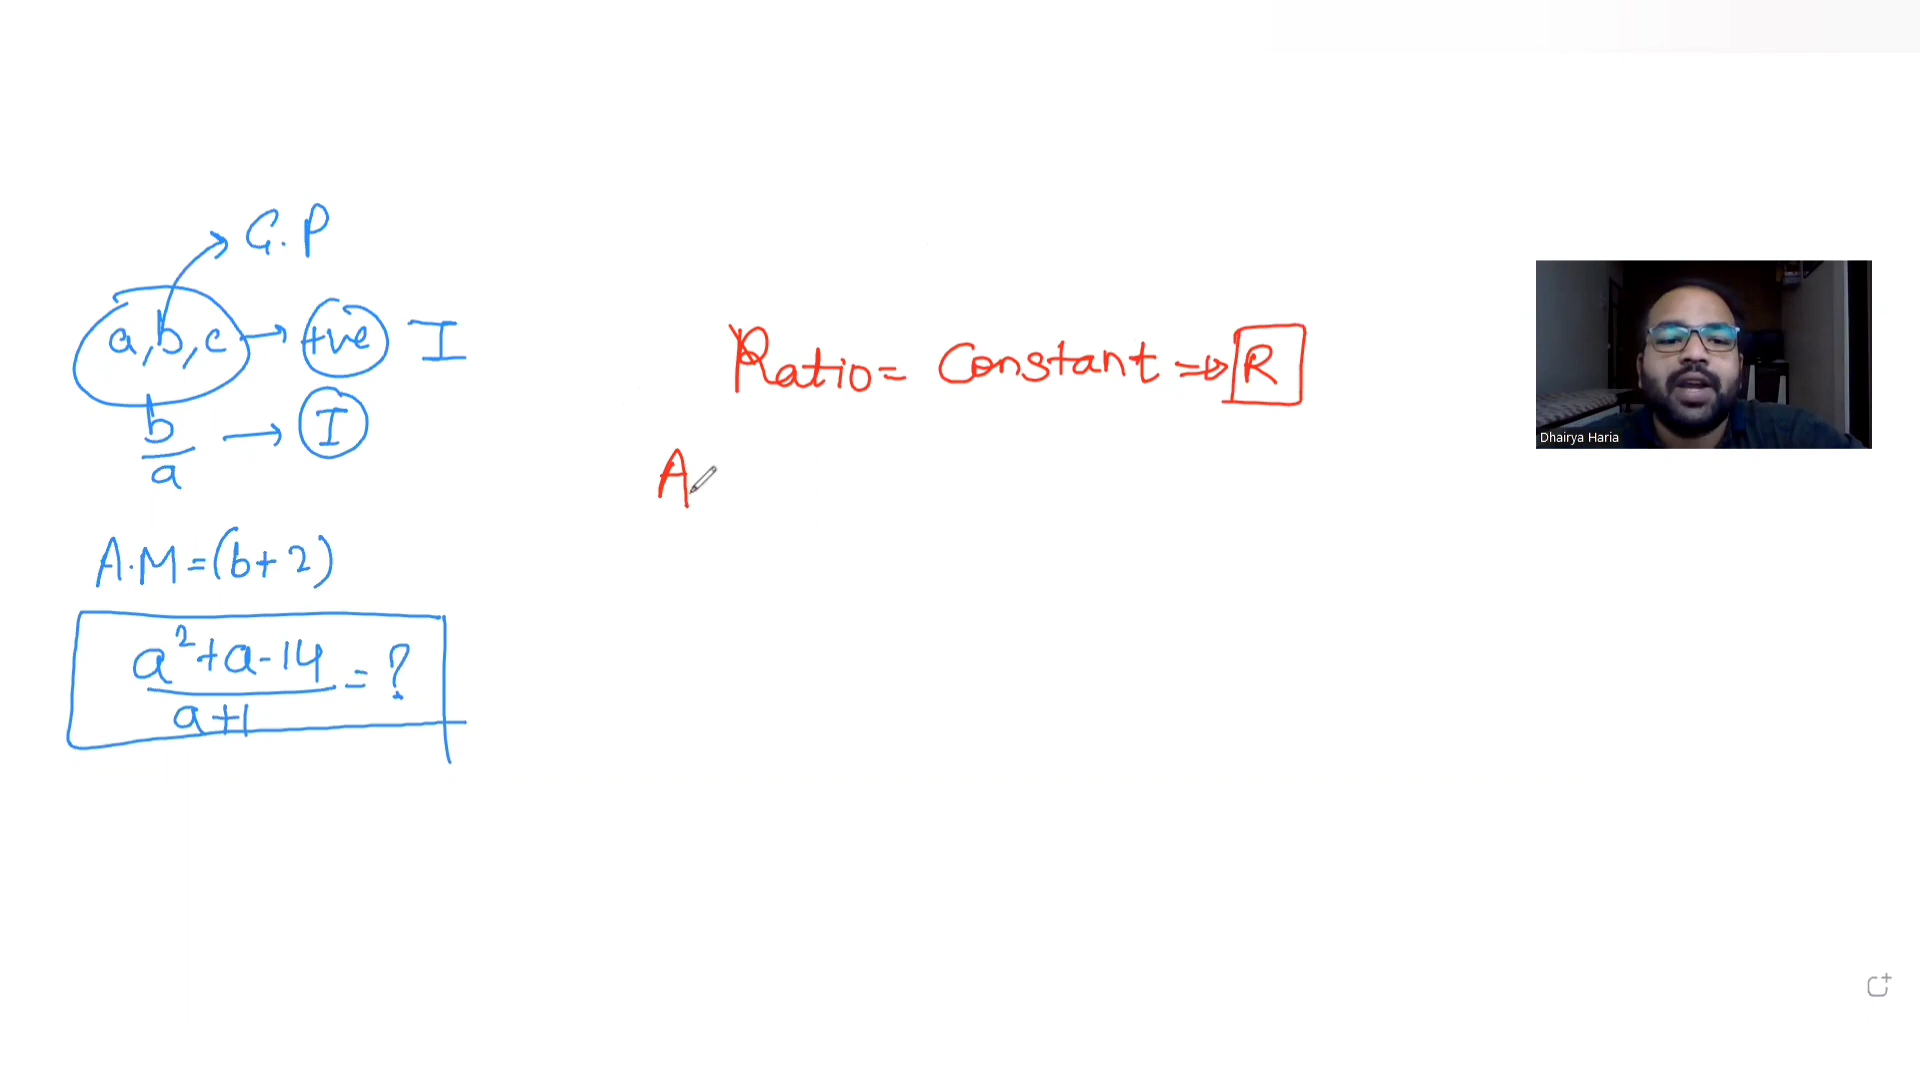 G.P
a,b,c → +ve I
b/a → I
A.M=(b+2)
a²+a-14/a+1 = ?
Ratio= Constant ⇒ R
A
Dhairya Haria